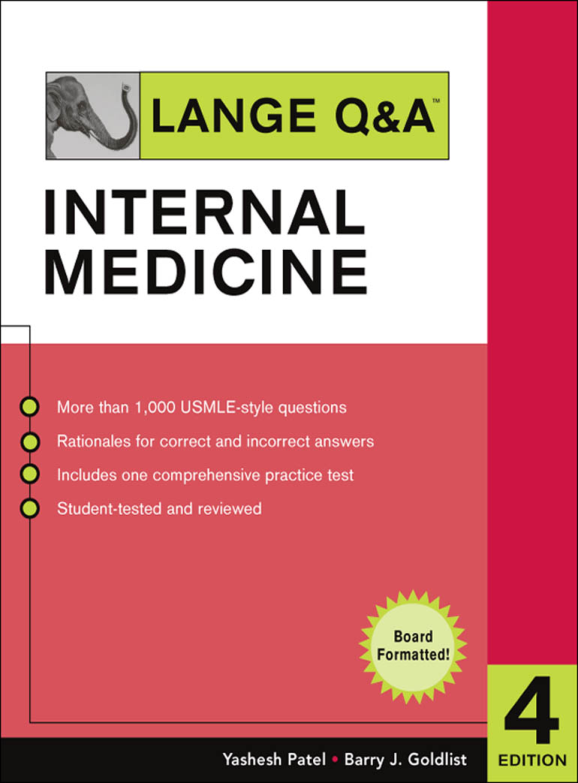 LANGE Q&A™
INTERNAL
MEDICINE
More than 1,000 USMLE-style questions
Rationales for correct and incorrect answers
Includes one comprehensive practice test
Student-tested and reviewed
Board
Formatted!
4
EDITION
Yashesh Patel • Barry J. Goldlist